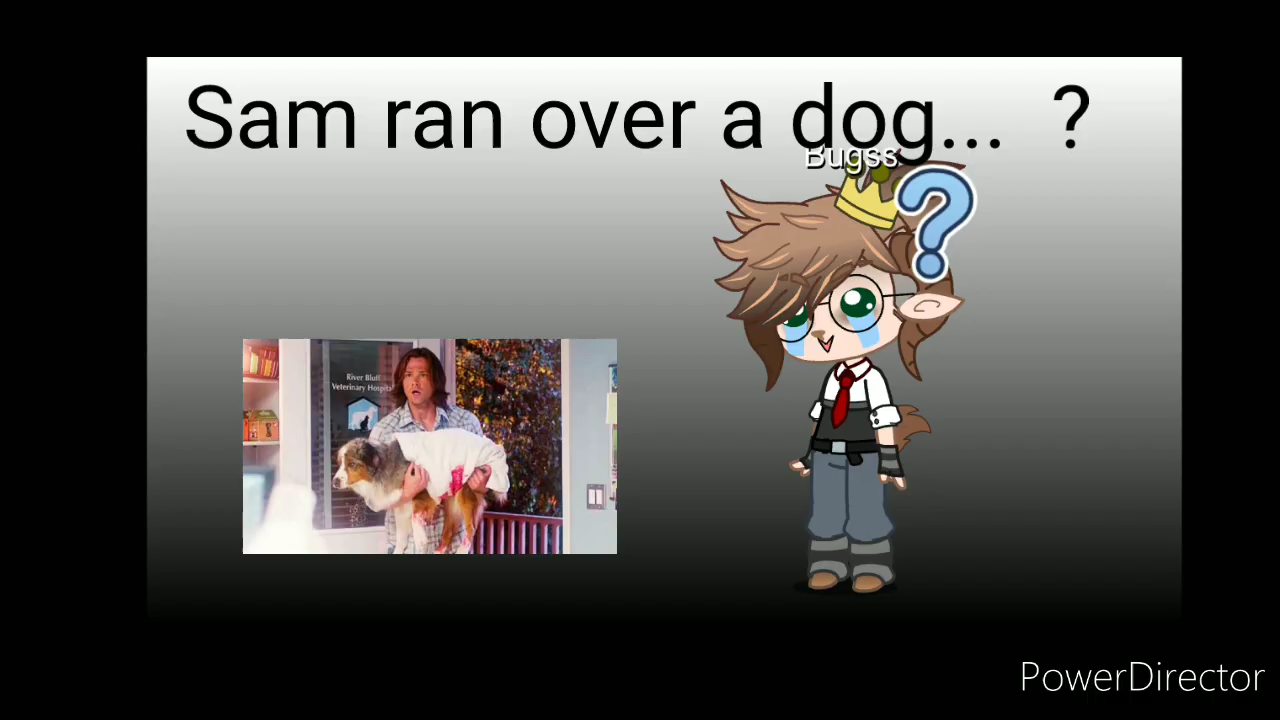 Sam ran over a dog... ?
Bugss
River Bluff
Veterinary Hospital
PowerDirector